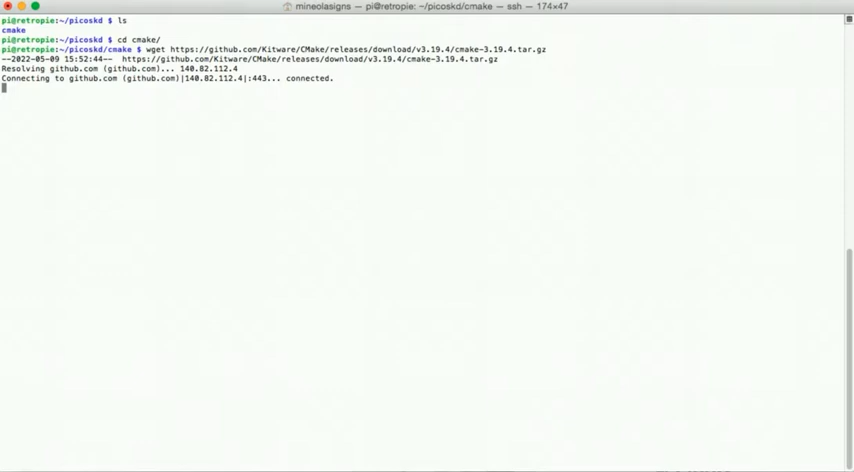 mineolasigns — pi@retropie: ~/picoskd/cmake — ssh — 174×47
pi@retropie:~/picoskd $ ls
cmake
pi@retropie:~/picoskd $ cd cmake/
pi@retropie:~/picoskd/cmake $ wget https://github.com/Kitware/CMake/releases/download/v3.19.4/cmake-3.19.4.tar.gz
--2022-05-09 15:52:44-- https://github.com/Kitware/CMake/releases/download/v3.19.4/cmake-3.19.4.tar.gz
Resolving github.com (github.com)... 140.82.112.4
Connecting to github.com (github.com)|140.82.112.4|:443... connected.